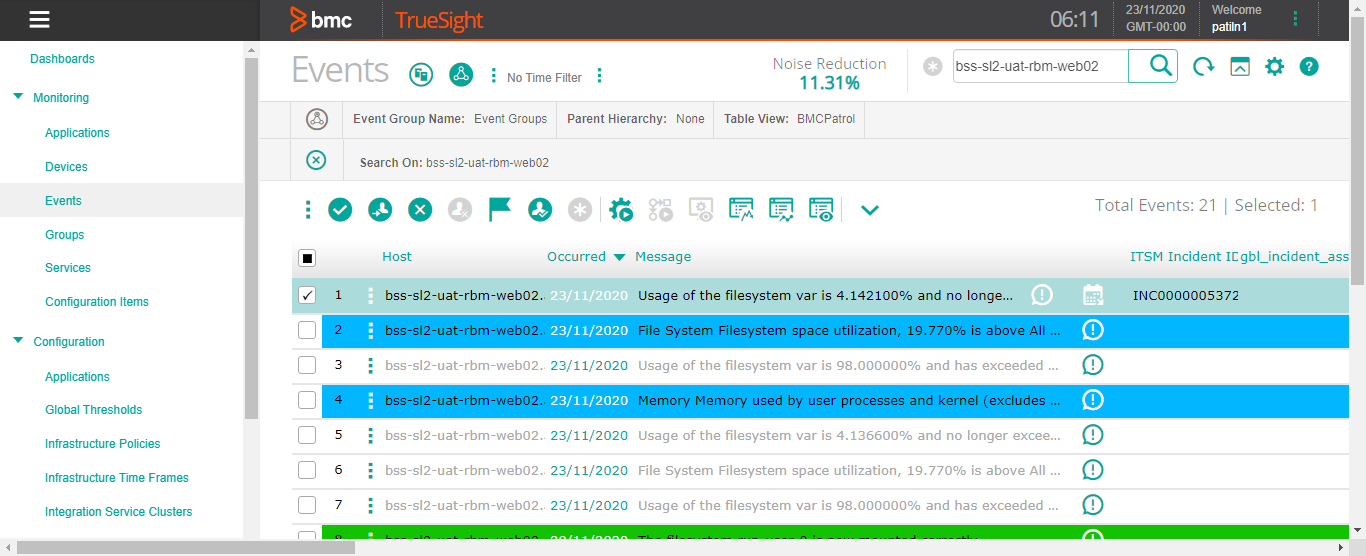 bmc TrueSight 06:11 23/11/2020 GMT-00:00 Welcome patiln1
Dashboards
Monitoring
Applications
Devices
Events
Groups
Services
Configuration Items
Configuration
Applications
Global Thresholds
Infrastructure Policies
Infrastructure Time Frames
Integration Service Clusters
Events No Time Filter Noise Reduction 11.31% bss-sl2-uat-rbm-web02
Event Group Name: Event Groups Parent Hierarchy: None Table View: BMCPatrol
Search On: bss-sl2-uat-rbm-web02
Total Events: 21 | Selected: 1
Host Occurred Message ITSM Incident ID gbl_incident_ass
1 bss-sl2-uat-rbm-web02.. 23/11/2020 Usage of the filesystem var is 4.142100% and no longe... INC0000005372
2 bss-sl2-uat-rbm-web02.. 23/11/2020 File System Filesystem space utilization, 19.770% is above All ...
3 bss-sl2-uat-rbm-web02.. 23/11/2020 Usage of the filesystem var is 98.000000% and has exceeded ...
4 bss-sl2-uat-rbm-web02.. 23/11/2020 Memory Memory used by user processes and kernel (excludes ...
5 bss-sl2-uat-rbm-web02.. 23/11/2020 Usage of the filesystem var is 4.136600% and no longer excee...
6 bss-sl2-uat-rbm-web02.. 23/11/2020 File System Filesystem space utilization, 19.770% is above All ...
7 bss-sl2-uat-rbm-web02.. 23/11/2020 Usage of the filesystem var is 98.000000% and has exceeded ...